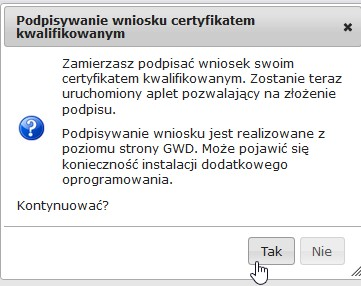 Podpisywanie wniosku certyfikatem
kwalifikowanym
Zamierzasz podpisać wniosek swoim
certyfikatem kwalifikowanym. Zostanie teraz
uruchomiony aplet pozwalający na złożenie
podpisu.
Podpisywanie wniosku jest realizowane z
poziomu strony GWD. Może pojawić się
konieczność instalacji dodatkowego
oprogramowania.
Kontynuować?
Tak Nie